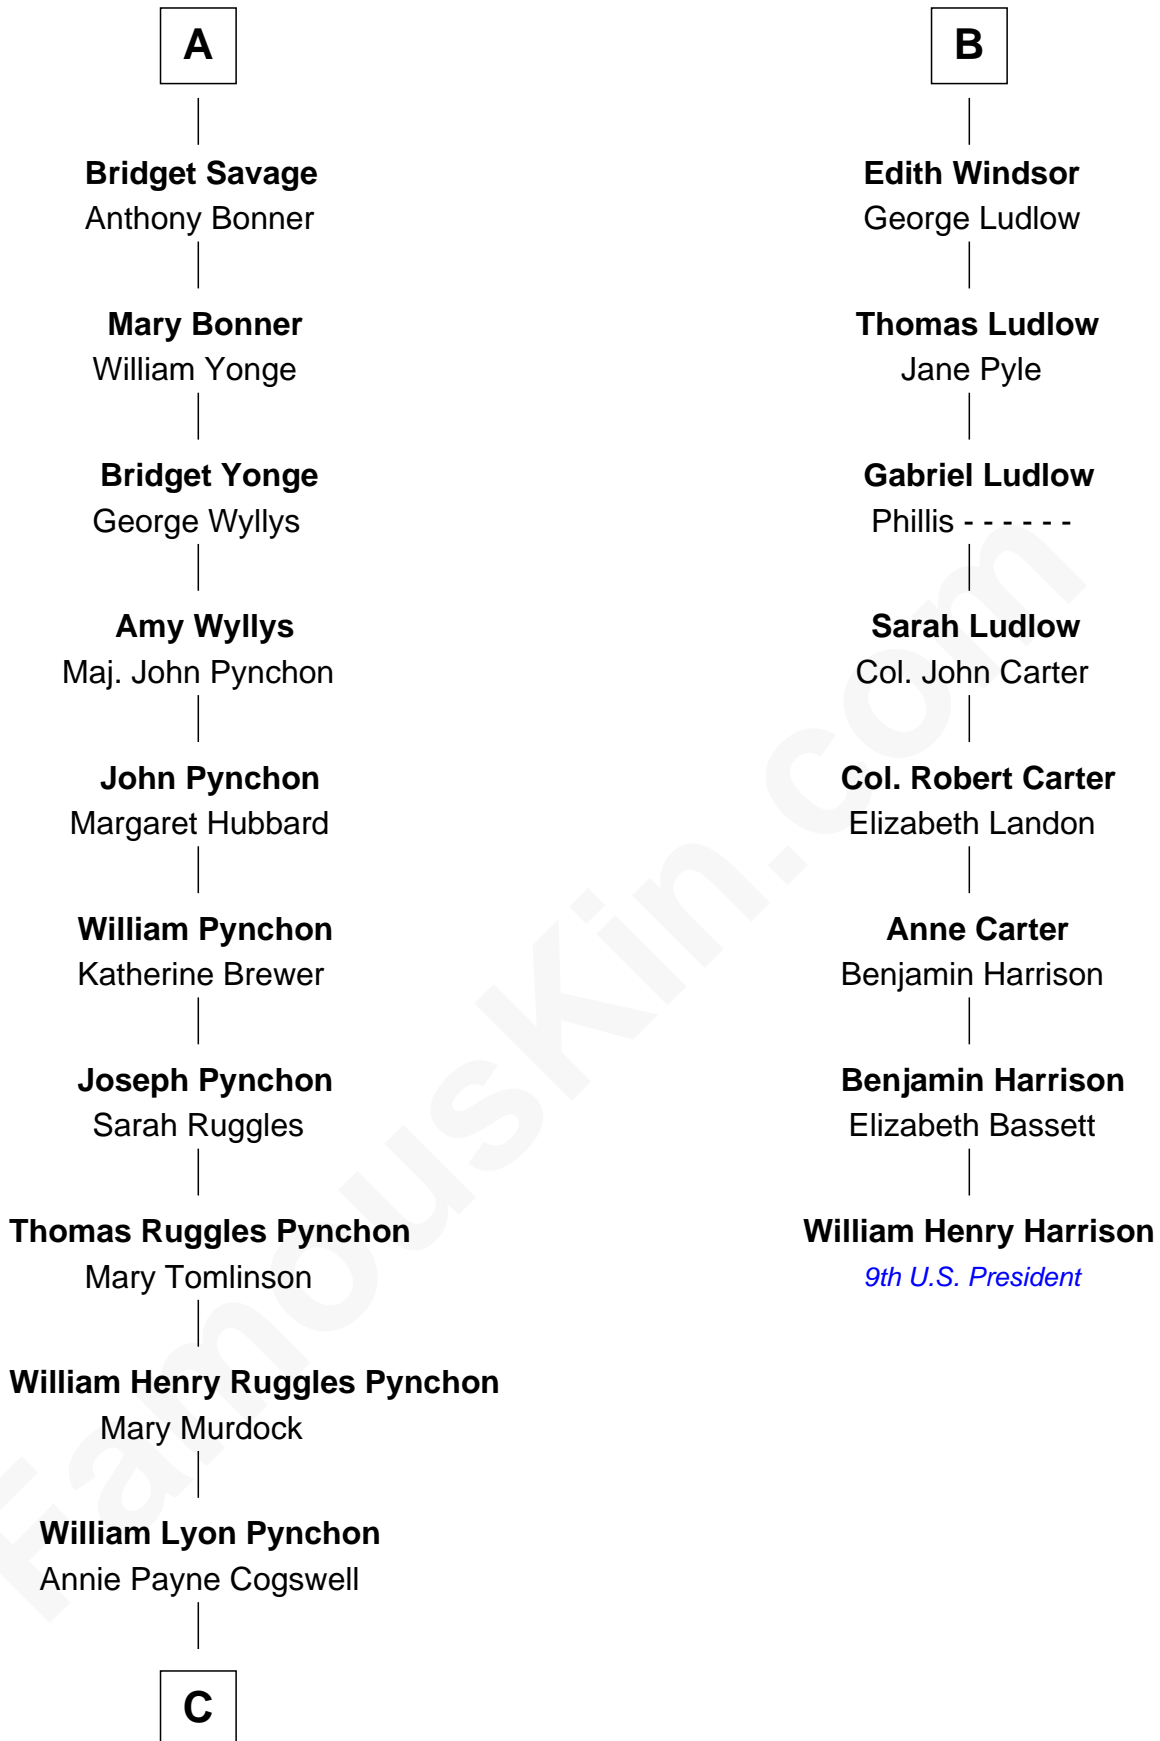 A
Bridget Savage
Anthony Bonner
Mary Bonner
William Yonge
Bridget Yonge
George Wyllys
Amy Wyllys
Maj. John Pynchon
John Pynchon
Margaret Hubbard
William Pynchon
Katherine Brewer
Joseph Pynchon
Sarah Ruggles
Thomas Ruggles Pynchon
Mary Tomlinson
William Henry Ruggles Pynchon
Mary Murdock
William Lyon Pynchon
Annie Payne Cogswell
C
B
Edith Windsor
George Ludlow
Thomas Ludlow
Jane Pyle
Gabriel Ludlow
Phillis - - - - - -
Sarah Ludlow
Col. John Carter
Col. Robert Carter
Elizabeth Landon
Anne Carter
Benjamin Harrison
Benjamin Harrison
Elizabeth Bassett
William Henry Harrison
9th U.S. President
FamousKin.com